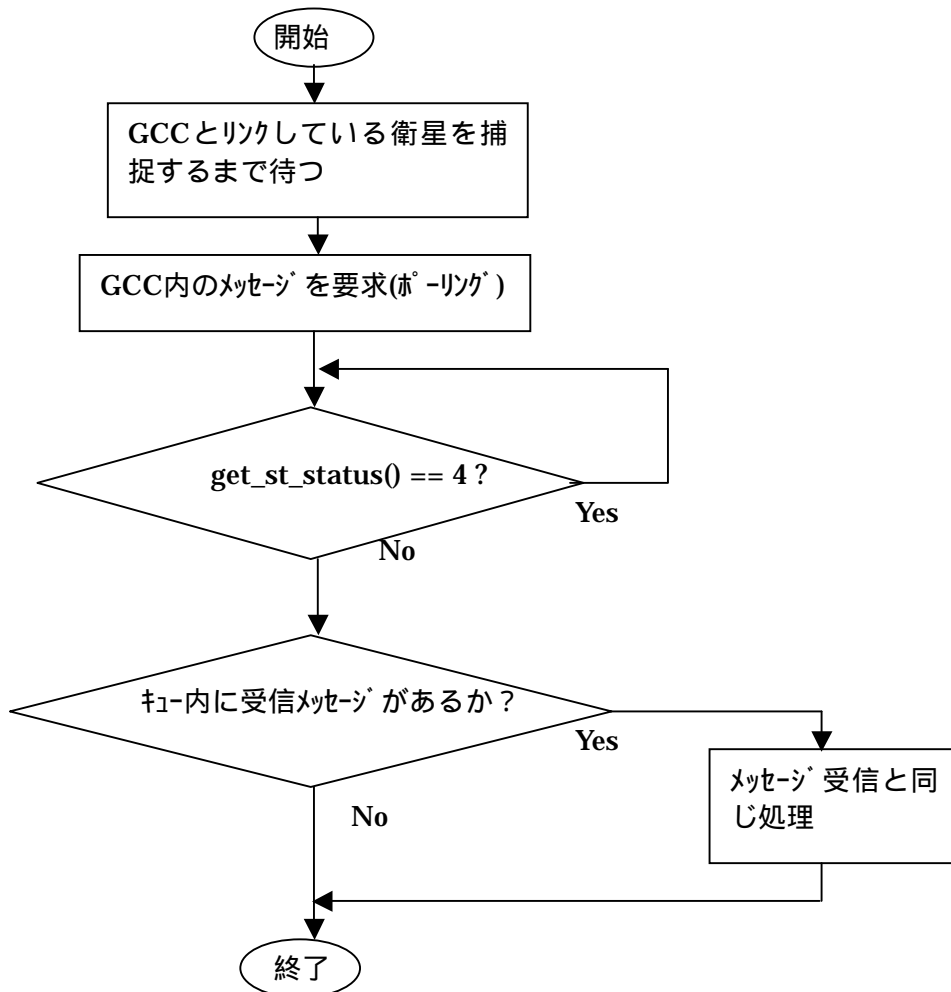 開始
GCCとﾘﾝｸしている衛星を捕
捉するまで待つ
GCC内のﾒｯｾｰｼﾞを要求(ﾎﾟｰﾘﾝｸﾞ)
get_st_status() == 4？
Yes
No
ｷｭｰ内に受信ﾒｯｾｰｼﾞがあるか？
Yes
ﾒｯｾｰｼﾞ受信と同
じ処理
No
終了